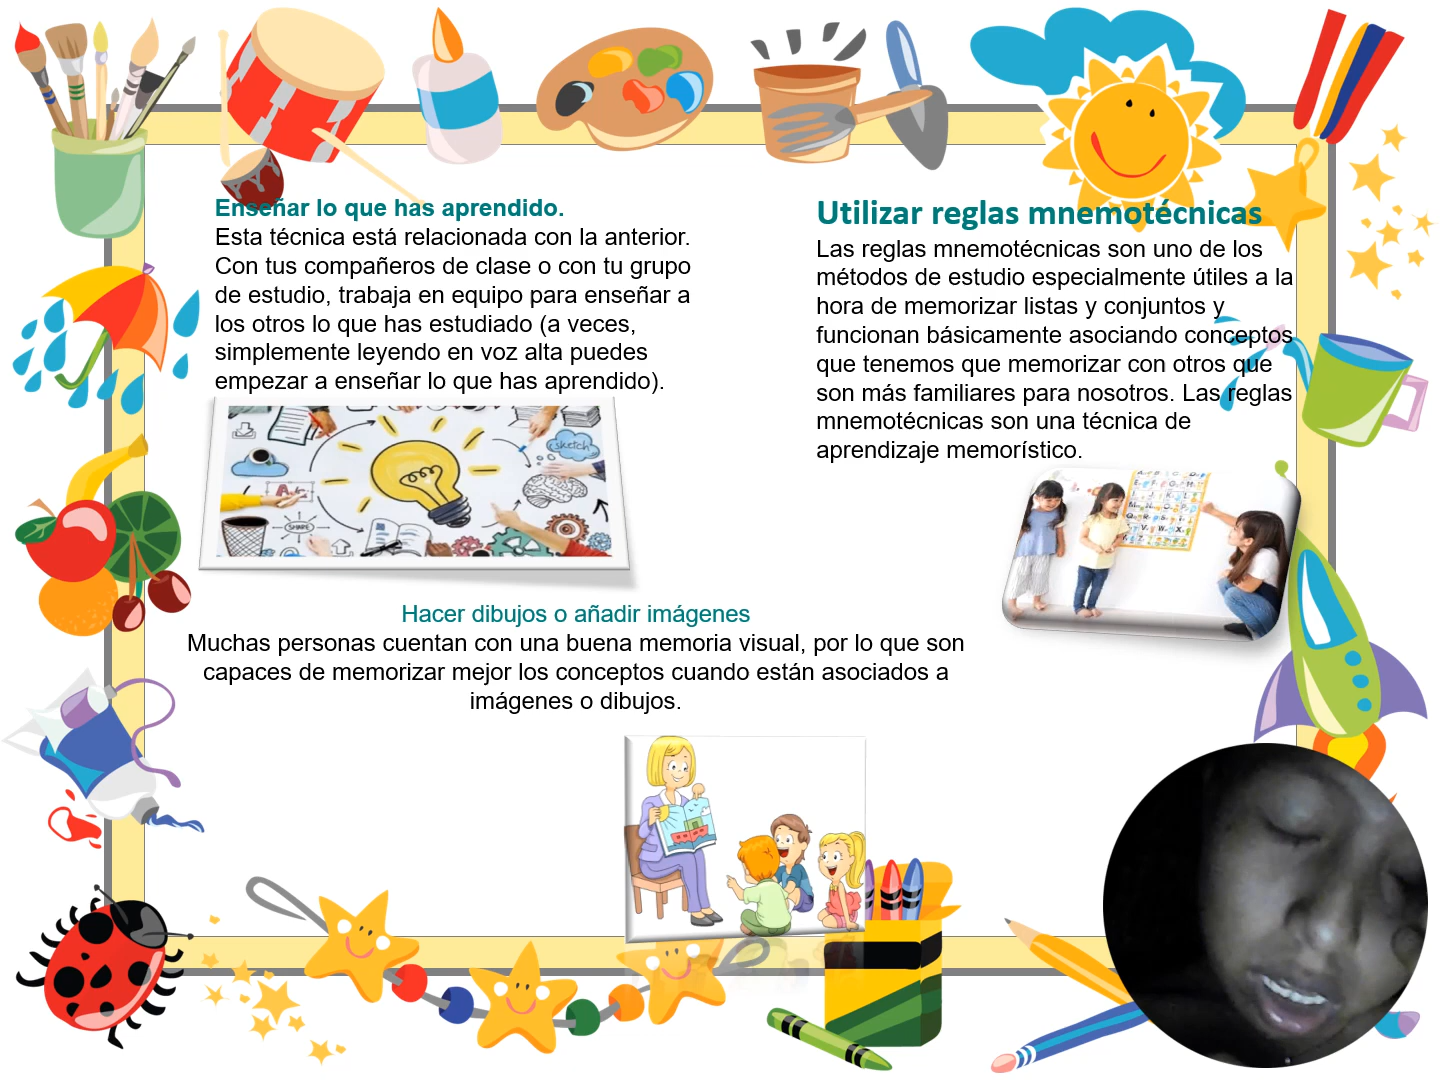 Enseñar lo que has aprendido.
Esta técnica está relacionada con la anterior.
Con tus compañeros de clase o con tu grupo
de estudio, trabaja en equipo para enseñar a
los otros lo que has estudiado (a veces,
simplemente leyendo en voz alta puedes
empezar a enseñar lo que has aprendido).
sketch
SHARE
Utilizar reglas mnemotécnicas
Las reglas mnemotécnicas son uno de los
métodos de estudio especialmente útiles a la
hora de memorizar listas y conjuntos y
funcionan básicamente asociando conceptos
que tenemos que memorizar con otros que
son más familiares para nosotros. Las reglas
mnemotécnicas son una técnica de
aprendizaje memorístico.
Hacer dibujos o añadir imágenes
Muchas personas cuentan con una buena memoria visual, por lo que son
capaces de memorizar mejor los conceptos cuando están asociados a
imágenes o dibujos.